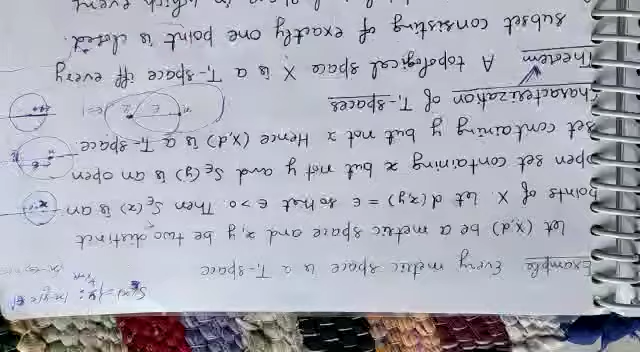 Example Every metric space is a T₁-space
Let (X,d) be a metric space and x,y be two distinct
points of X. Let d(x,y) = ε so that ε > 0. Then Sε(x) is an
open set containing x but not y and Sε(y) is an open
set containing y but not x Hence (X,d) is a T₁-space.
Characterization of T₁-spaces
Theorem A topological space X is a T₁-space iff every
subset consisting of exactly one point is closed.